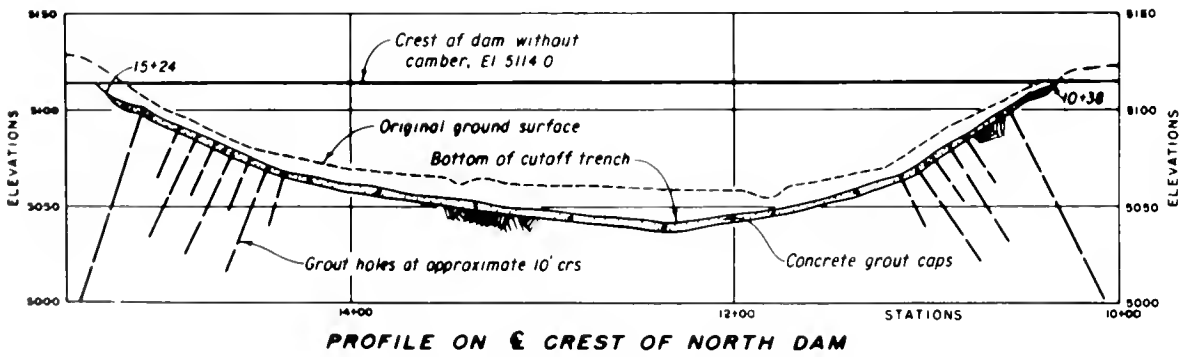 5150
5150
Crest of dam without
camber, El 5114.0
15+24
10+38
5100
5100
Original ground surface
Bottom of cutoff trench
ELEVATIONS
ELEVATIONS
5050
5050
Grout holes at approximate 10' crs
Concrete grout caps
5000
5000
14+00
12+00
STATIONS
10+00
PROFILE ON ℄ CREST OF NORTH DAM